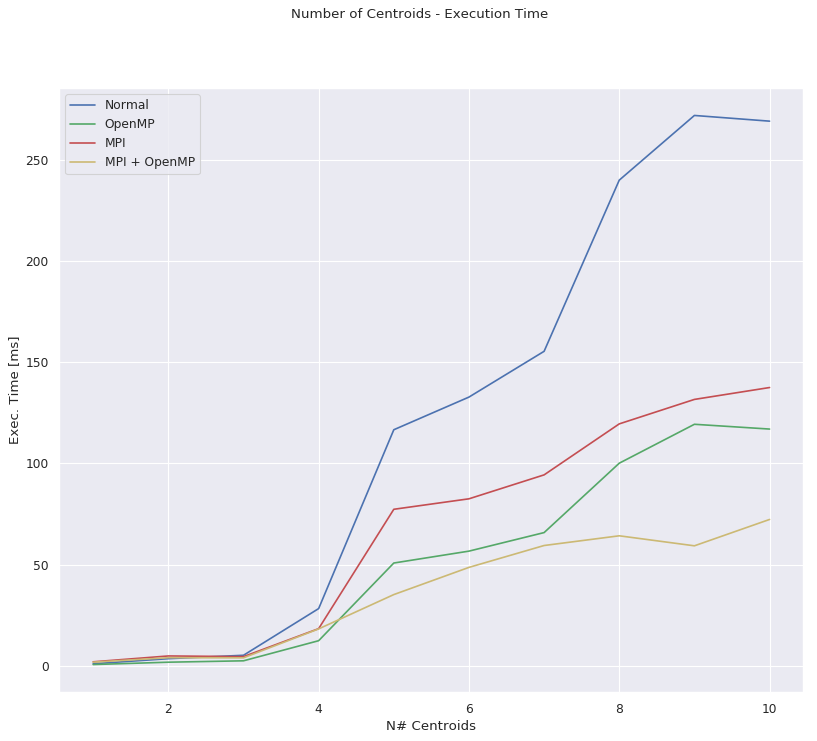 Number of Centroids - Execution Time
Normal
OpenMP
MPI
MPI + OpenMP
250
200
150
100
50
0
Exec. Time [ms]
2
4
6
8
10
N# Centroids